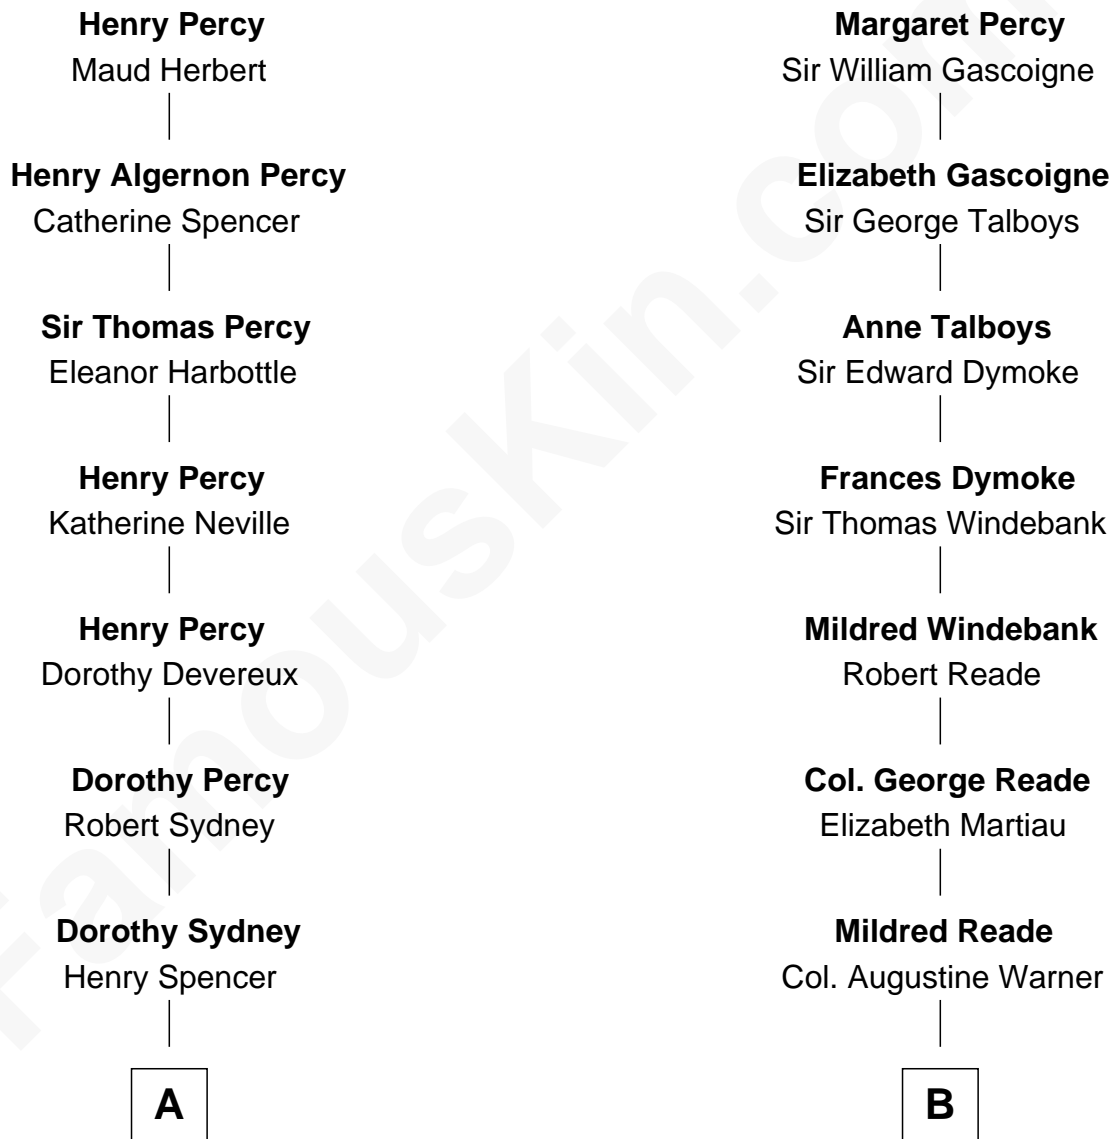 Henry Percy
Maud Herbert
Henry Algernon Percy
Catherine Spencer
Sir Thomas Percy
Eleanor Harbottle
Henry Percy
Katherine Neville
Henry Percy
Dorothy Devereux
Dorothy Percy
Robert Sydney
Dorothy Sydney
Henry Spencer
A
Margaret Percy
Sir William Gascoigne
Elizabeth Gascoigne
Sir George Talboys
Anne Talboys
Sir Edward Dymoke
Frances Dymoke
Sir Thomas Windebank
Mildred Windebank
Robert Reade
Col. George Reade
Elizabeth Martiau
Mildred Reade
Col. Augustine Warner
B
FamousKin.com